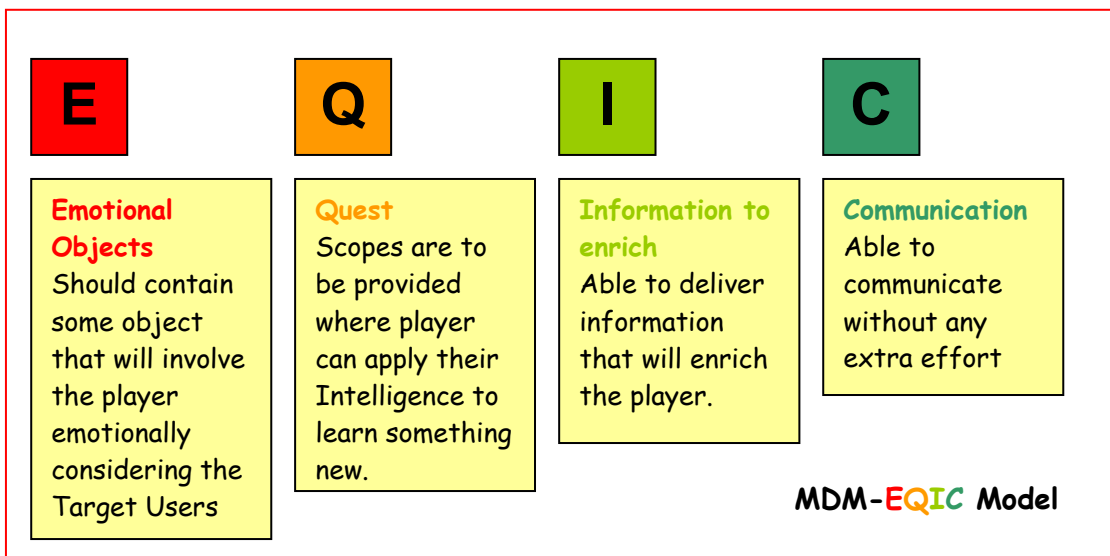 E
Q
I
C
Emotional
Objects
Should contain
some object
that will involve
the player
emotionally
considering the
Target Users
Quest
Scopes are to
be provided
where player
can apply their
Intelligence to
learn something
new.
Information to
enrich
Able to deliver
information
that will enrich
the player.
Communication
Able to
communicate
without any
extra effort
MDM-EQIC Model